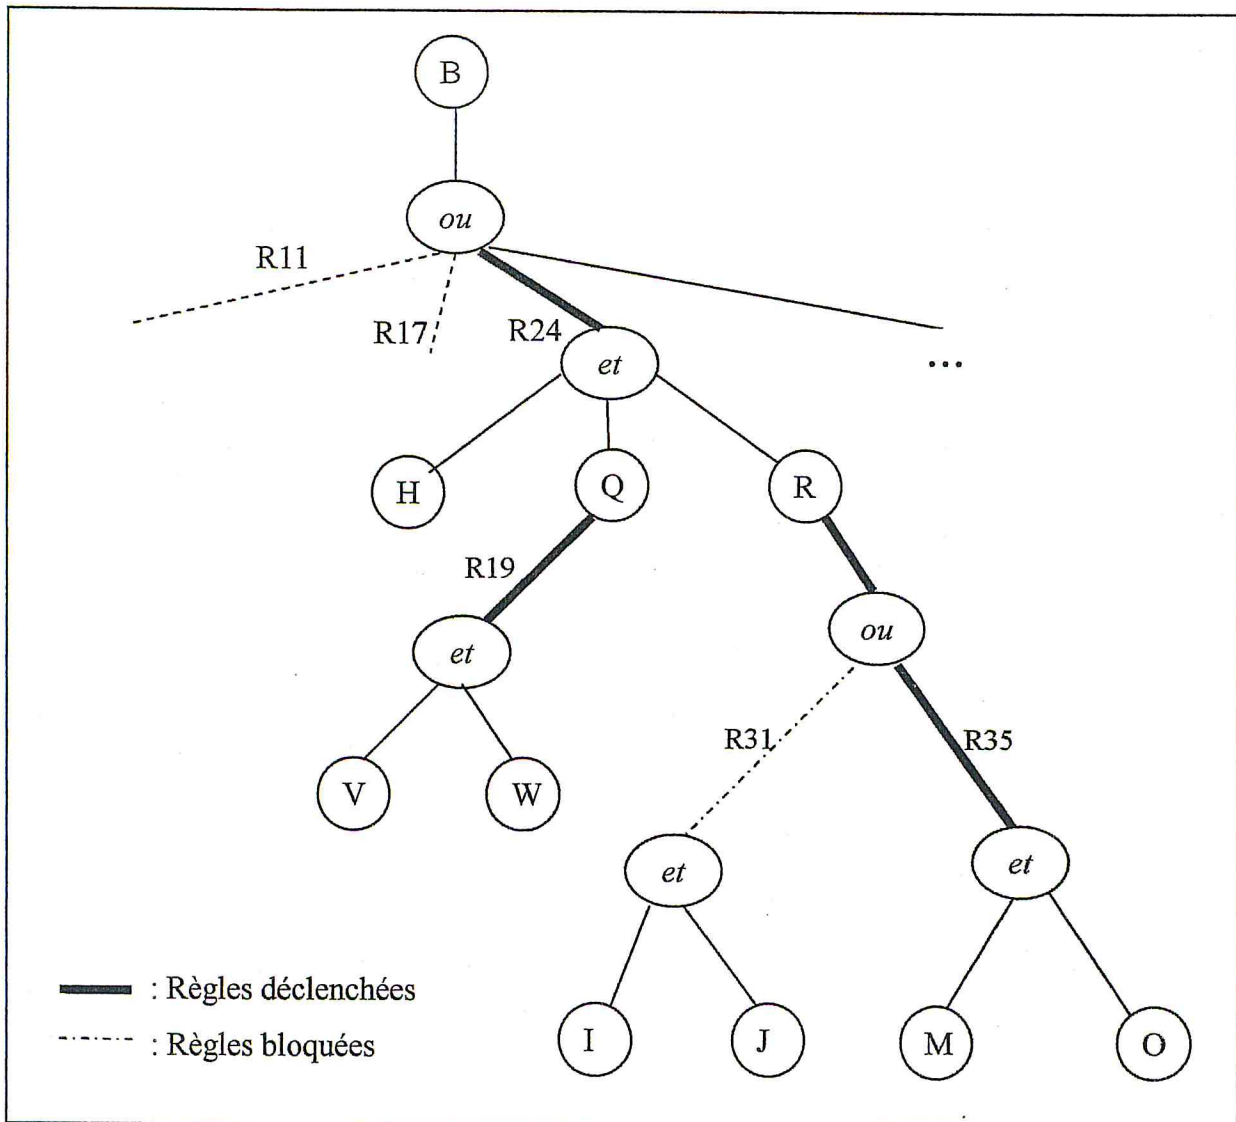 B
ou
R11
R17
R24
et
...
H
Q
R
R19
ou
et
R31
R35
V
W
et
et
: Règles déclenchées
I
J
M
O
: Règles bloquées